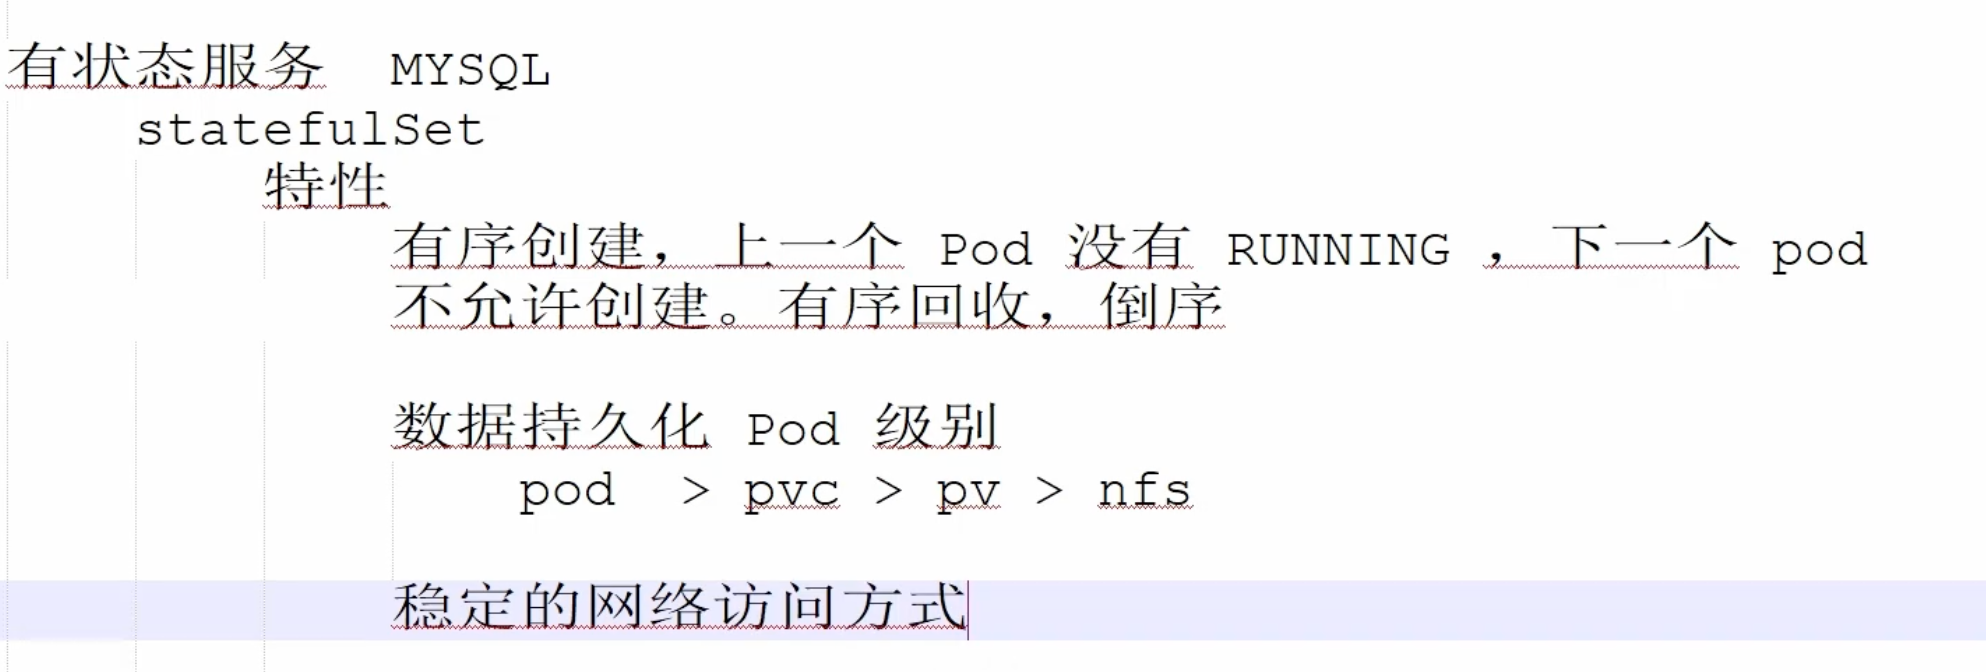 有状态服务  MYSQL
statefulSet
特性
有序创建，上一个 Pod 没有 RUNNING ，下一个 pod
不允许创建。有序回收，倒序
数据持久化 Pod 级别
pod  > pvc > pv > nfs
稳定的网络访问方式